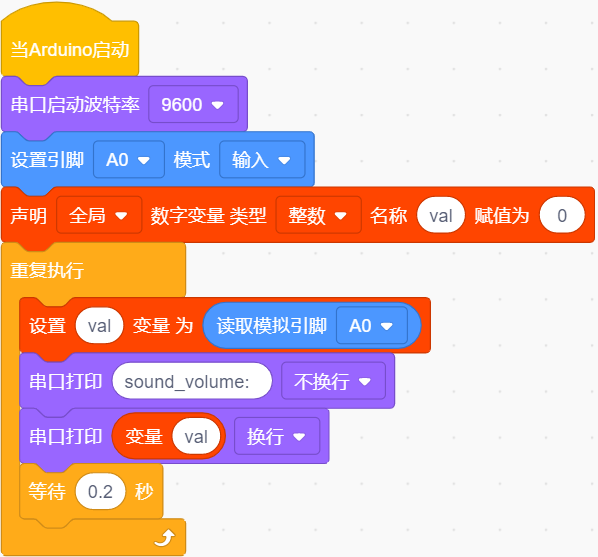 当Arduino启动
串口启动波特率 9600
设置引脚 A0 模式 输入
声明 全局 数字变量 类型 整数 名称 val 赋值为 0
重复执行
设置 val 变量 为 读取模拟引脚 A0
串口打印 sound_volume: 不换行
串口打印 变量 val 换行
等待 0.2 秒